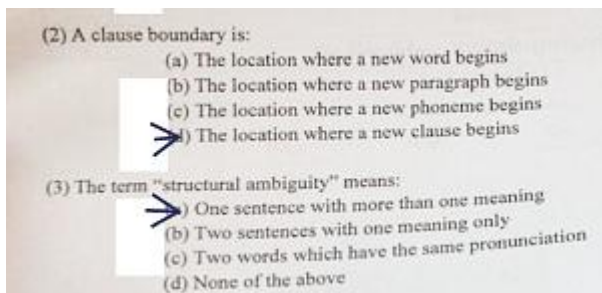 (2) A clause boundary is:
(a) The location where a new word begins
(b) The location where a new paragraph begins
(c) The location where a new phoneme begins
d) The location where a new clause begins
(3) The term "structural ambiguity" means:
) One sentence with more than one meaning
(b) Two sentences with one meaning only
(c) Two words which have the same pronunciation
(d) None of the above